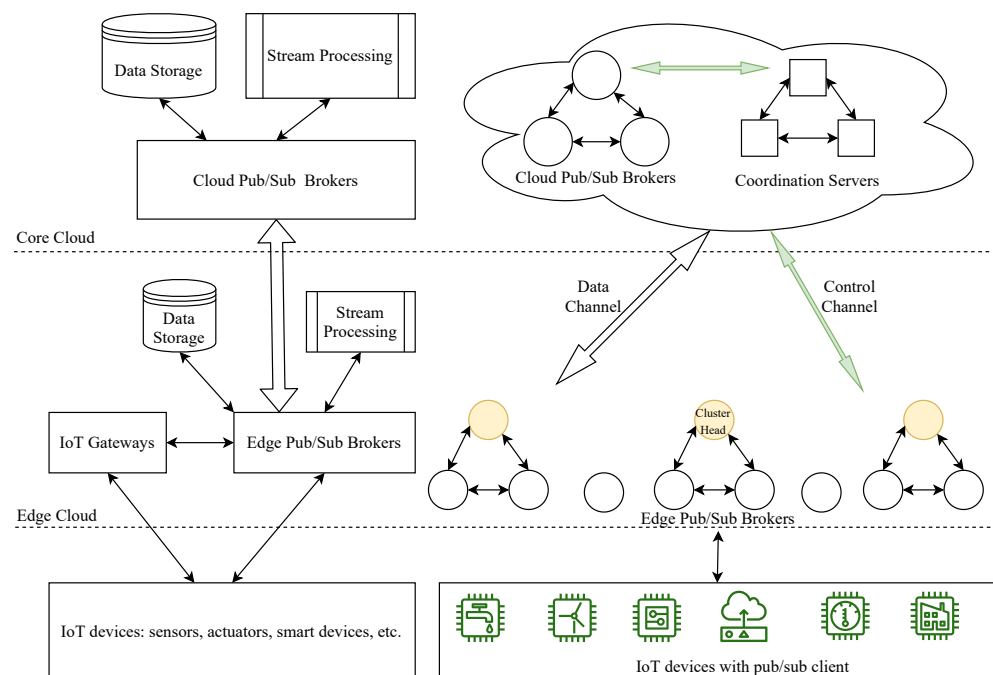 Data Storage
Stream Processing
Cloud Pub/Sub Brokers
Cloud Pub/Sub Brokers
Coordination Servers
Core Cloud
Data
Storage
Stream
Processing
Data
Channel
Control
Channel
IoT Gateways
Edge Pub/Sub Brokers
Cluster
Head
Edge Pub/Sub Brokers
Edge Cloud
IoT devices: sensors, actuators, smart devices, etc.
IoT devices with pub/sub client